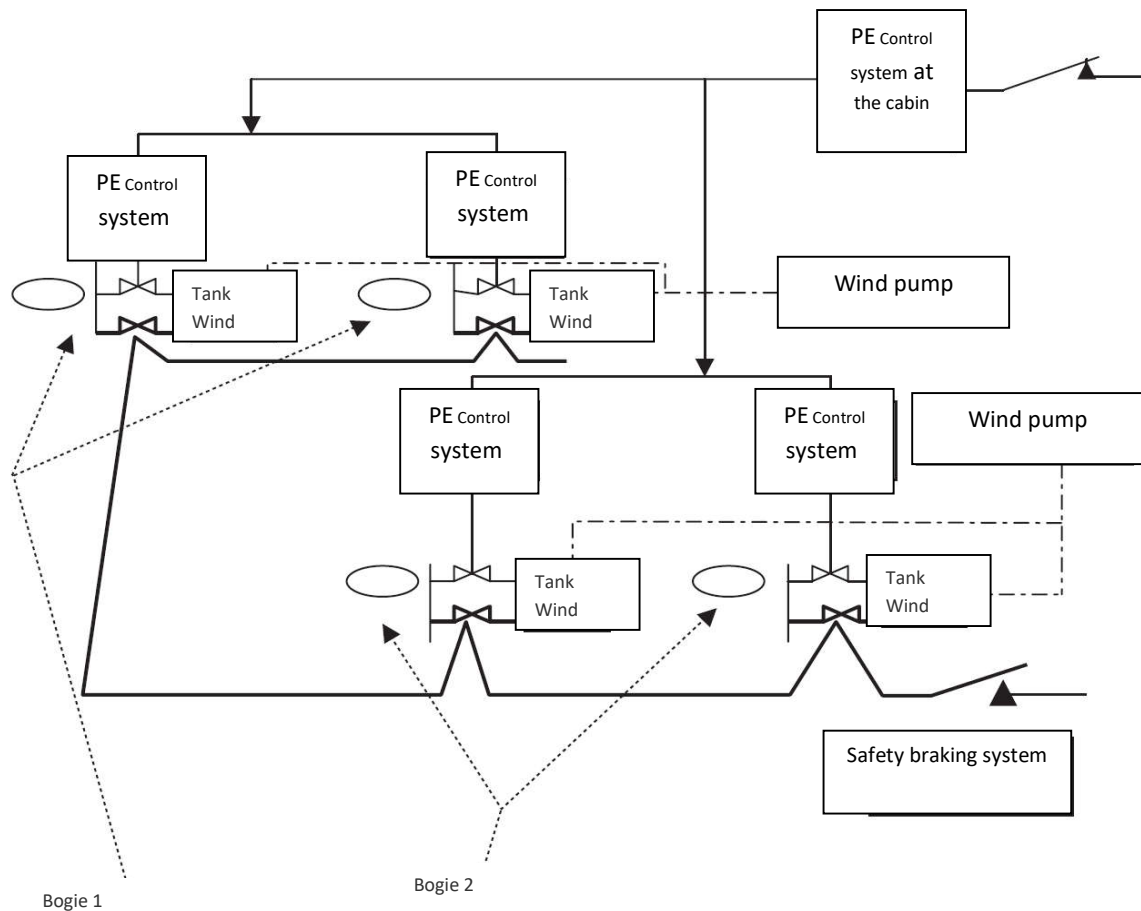 PE Control
system at
the cabin
PE Control
system
PE Control
system
Tank
Wind
Tank
Wind
Wind pump
PE Control
system
PE Control
system
Wind pump
Tank
Wind
Tank
Wind
Safety braking system
Bogie 1
Bogie 2